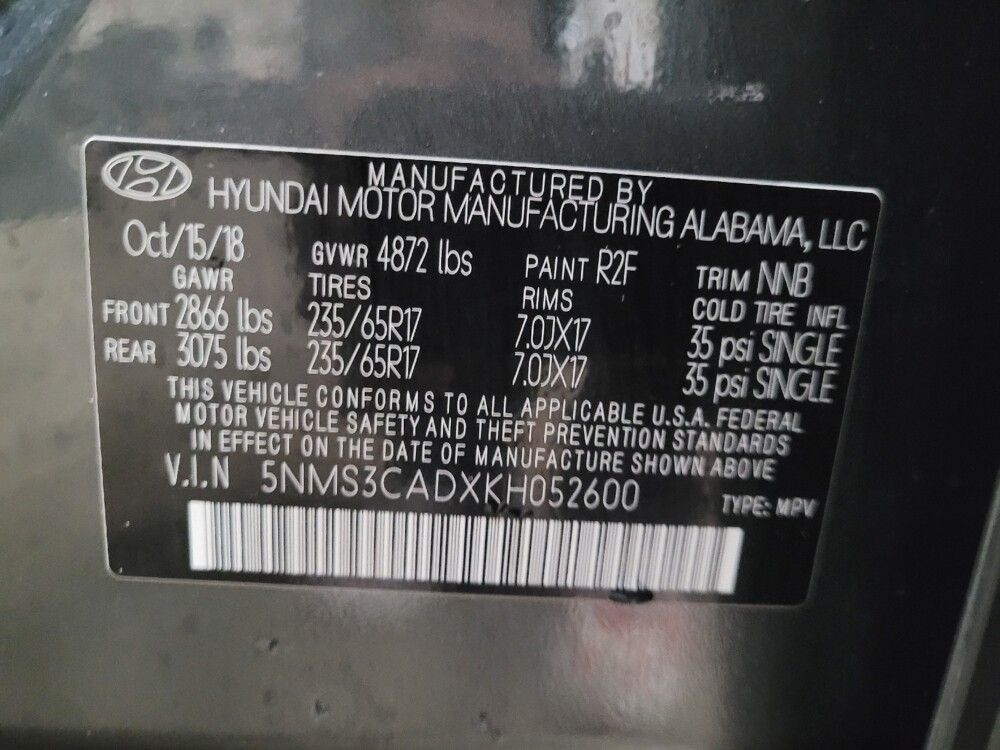 MANUFACTURED BY
HYUNDAI MOTOR MANUFACTURING ALABAMA, LLC
Oct/15/18 GVWR 4872 lbs PAINT R2F TRIM NNB
GAWR TIRES RIMS COLD TIRE INFL
FRONT 2866 lbs 235/65R17 7.0JX17 35 psi SINGLE
REAR 3075 lbs 235/65R17 7.0JX17 35 psi SINGLE
THIS VEHICLE CONFORMS TO ALL APPLICABLE U.S.A. FEDERAL
MOTOR VEHICLE SAFETY AND THEFT PREVENTION STANDARDS
IN EFFECT ON THE DATE OF MANUFACTURE SHOWN ABOVE
V.I.N 5NMS3CADXKH052600 TYPE: MPV